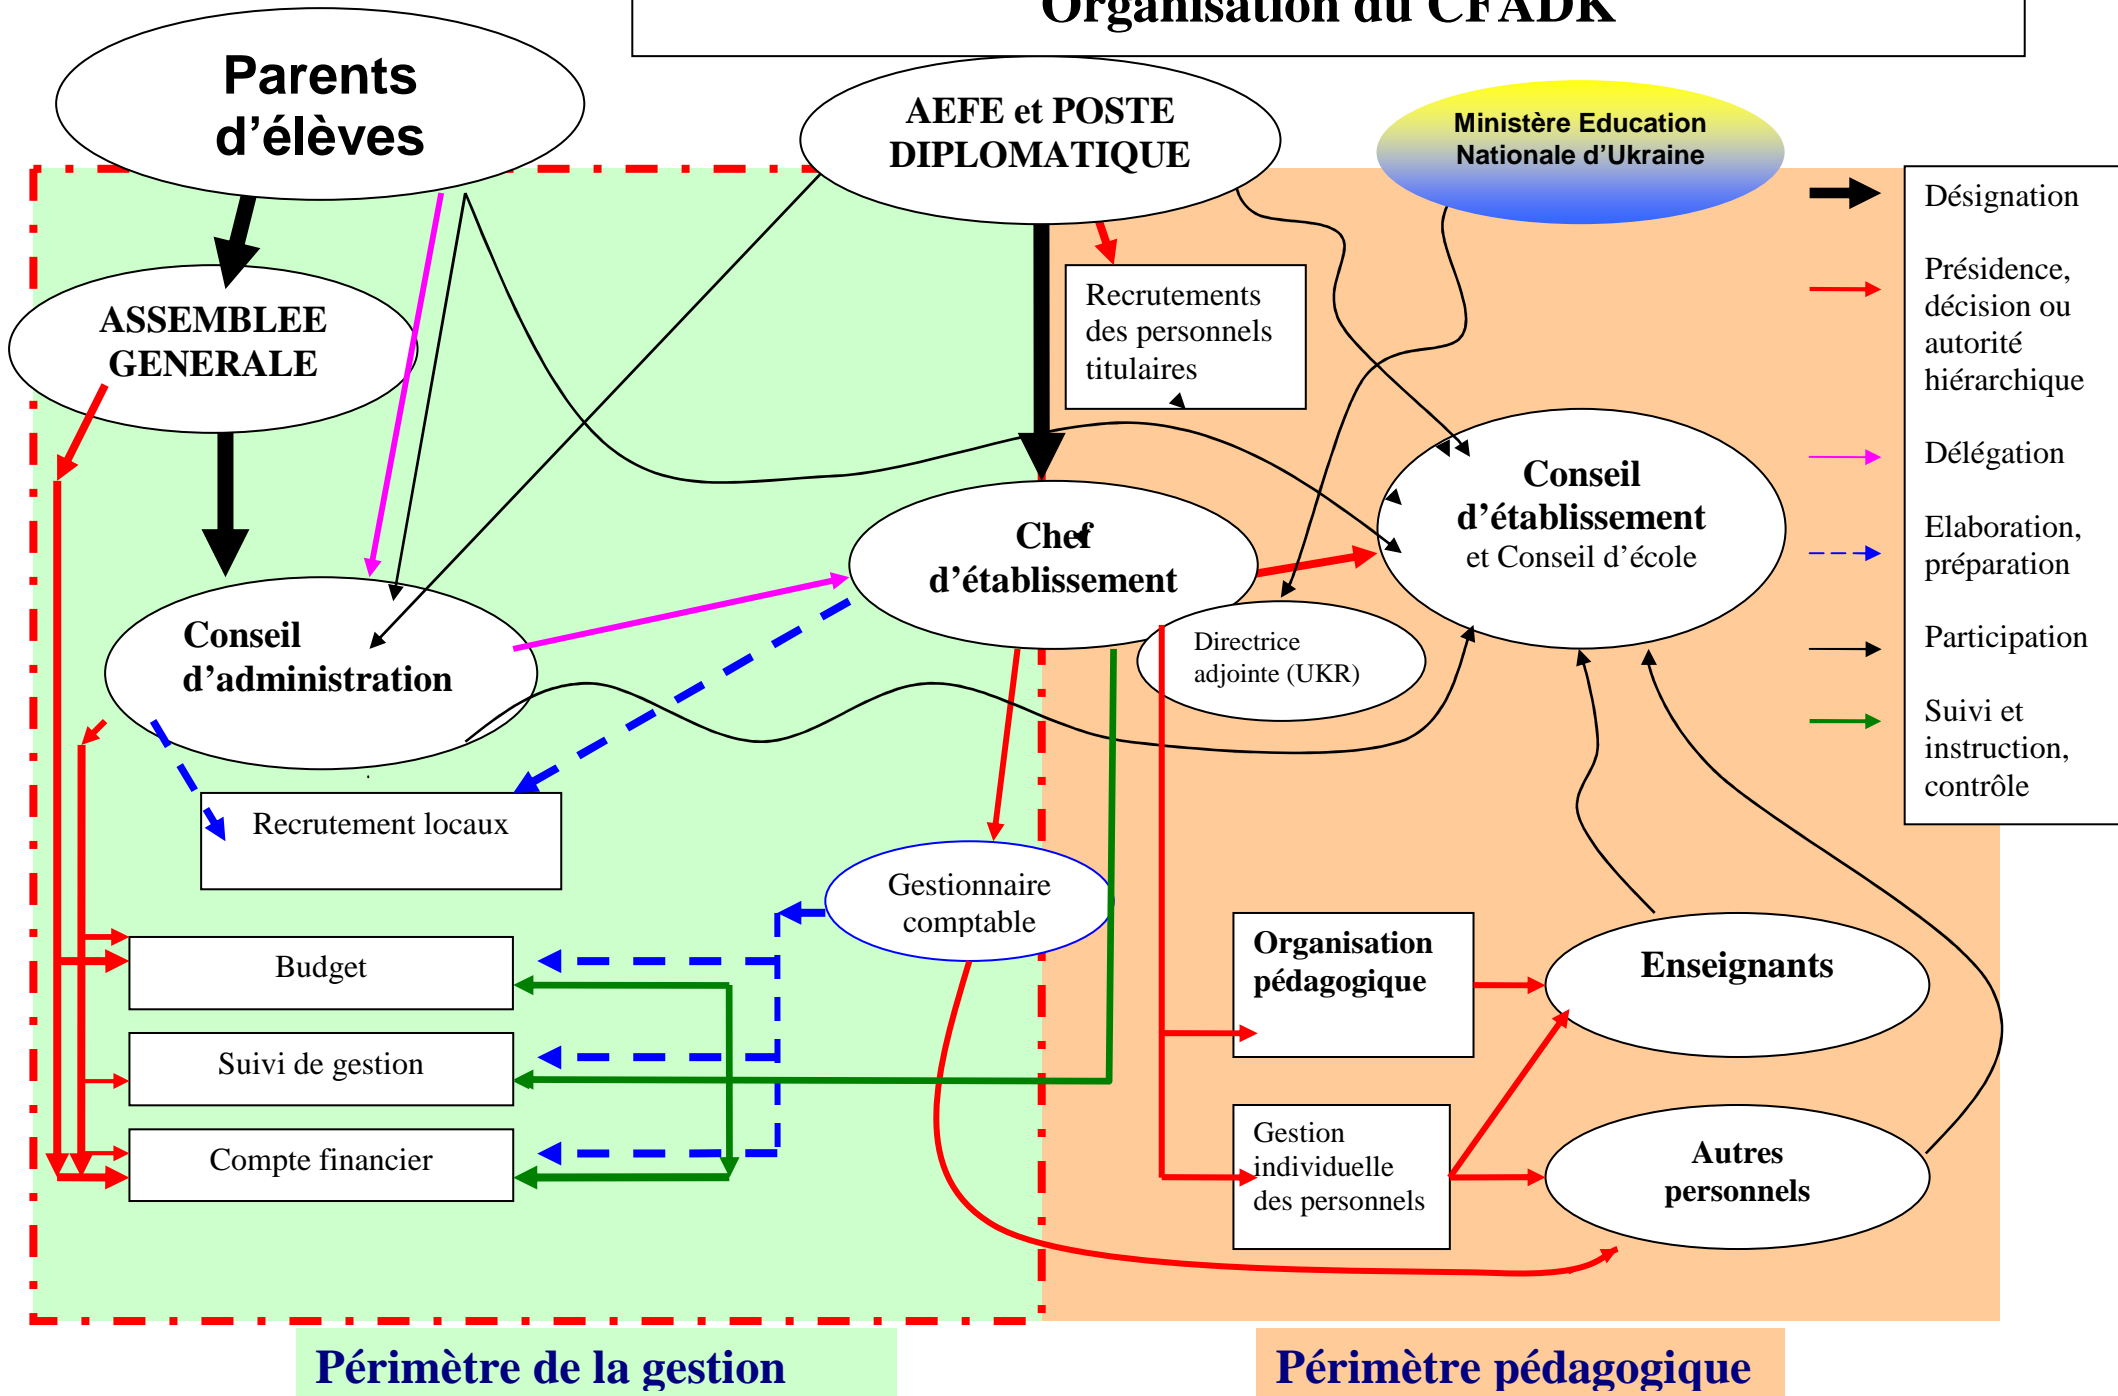 Organisation du CFADK
Parents
d'élèves
AEFE et POSTE
DIPLOMATIQUE
Ministère Education
Nationale d'Ukraine
Désignation
Présidence,
décision ou
autorité
hiérarchique
Délégation
Elaboration,
préparation
Participation
Suivi et
instruction,
contrôle
ASSEMBLEE
GENERALE
Recrutements
des personnels
titulaires
Conseil
d'établissement
et Conseil d'école
Chef
d'établissement
Directrice
adjointe (UKR)
Conseil
d'administration
Recrutement locaux
Gestionnaire
comptable
Budget
Suivi de gestion
Compte financier
Organisation
pédagogique
Enseignants
Gestion
individuelle
des personnels
Autres
personnels
Périmètre de la gestion
Périmètre pédagogique